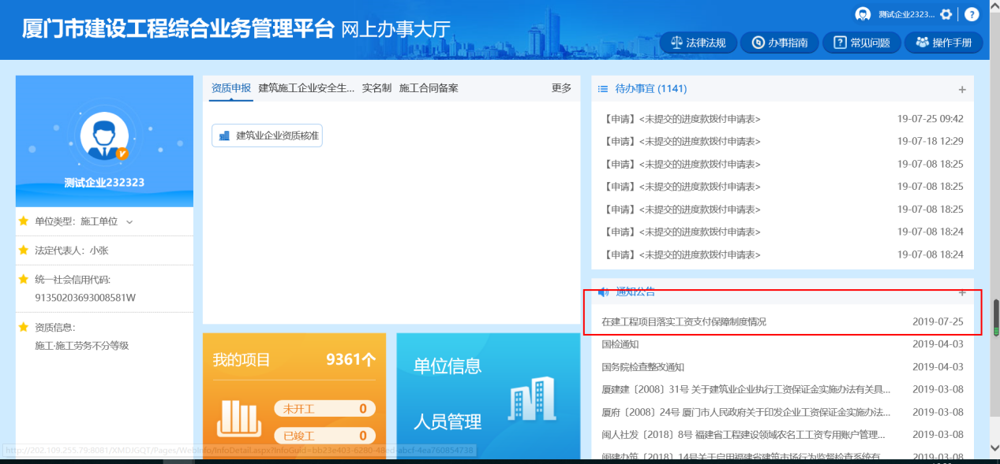 厦门市建设工程综合业务管理平台 网上办事大厅
测试企业2323...
法律法规 办事指南 常见问题 操作手册
测试企业232323
单位类型: 施工单位
法定代表人: 小张
统一社会信用代码:
91350203693008581W
资质信息:
施工·施工劳务不分等级
资质申报 建筑施工企业安全生... 实名制 施工合同备案 更多
建筑业企业资质核准
我的项目 9361个
未开工 0
已竣工 0
单位信息
人员管理
待办事宜 (1141)
【申请】<未提交的进度款拨付申请表> 19-07-25 09:42
【申请】<未提交的进度款拨付申请表> 19-07-18 12:29
【申请】<未提交的进度款拨付申请表> 19-07-08 18:25
【申请】<未提交的进度款拨付申请表> 19-07-08 18:25
【申请】<未提交的进度款拨付申请表> 19-07-08 18:25
【申请】<未提交的进度款拨付申请表> 19-07-08 18:24
【申请】<未提交的进度款拨付申请表> 19-07-08 18:24
通知公告
在建工程项目落实工资支付保障制度情况 2019-07-25
国检通知 2019-04-03
国务院检查整改通知 2019-04-03
厦建建〔2008〕31号 关于建筑业企业执行工资保证金实施办法有关具... 2019-03-08
厦府〔2008〕24号 厦门市人民政府关于印发企业工资保证金实施办法... 2019-03-08
闽人社发〔2018〕8号 福建省工程建设领域农名工工资专用账户管理... 2019-03-08
闽建办筑〔2018〕14号关于启用福建省建筑市场行为监督检查系统有 2019-03-08
http://202.109.255.79:8081/XMDJGQT/Pages/WebInfo/InfoDetail.aspx?InfoGuid=bb23e403-6280-48ed-abcf-4ea760854738